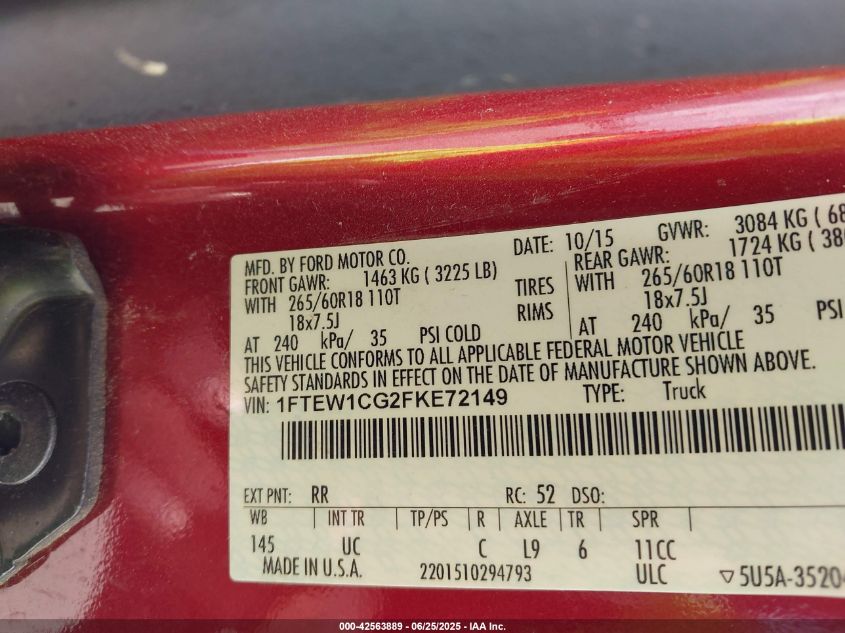 MFD. BY FORD MOTOR CO. DATE: 10/15 GVWR: 3084 KG ( 68
FRONT GAWR: 1463 KG ( 3225 LB) REAR GAWR: 1724 KG ( 380
WITH 265/60R18 110T TIRES WITH 265/60R18 110T
18x7.5J RIMS 18x7.5J
AT 240 kPa/ 35 PSI COLD AT 240 kPa/ 35 PSI
THIS VEHICLE CONFORMS TO ALL APPLICABLE FEDERAL MOTOR VEHICLE
SAFETY STANDARDS IN EFFECT ON THE DATE OF MANUFACTURE SHOWN ABOVE.
VIN: 1FTEW1CG2FKE72149 TYPE: Truck
EXT PNT: RR RC: 52 DSO:
WB INT TR TP/PS R AXLE TR SPR
145 UC C L9 6 11CC
MADE IN U.S.A. 2201510294793 ULC ▽5U5A-3520
000-42563889 | 06/25/2025 - IAA Inc.